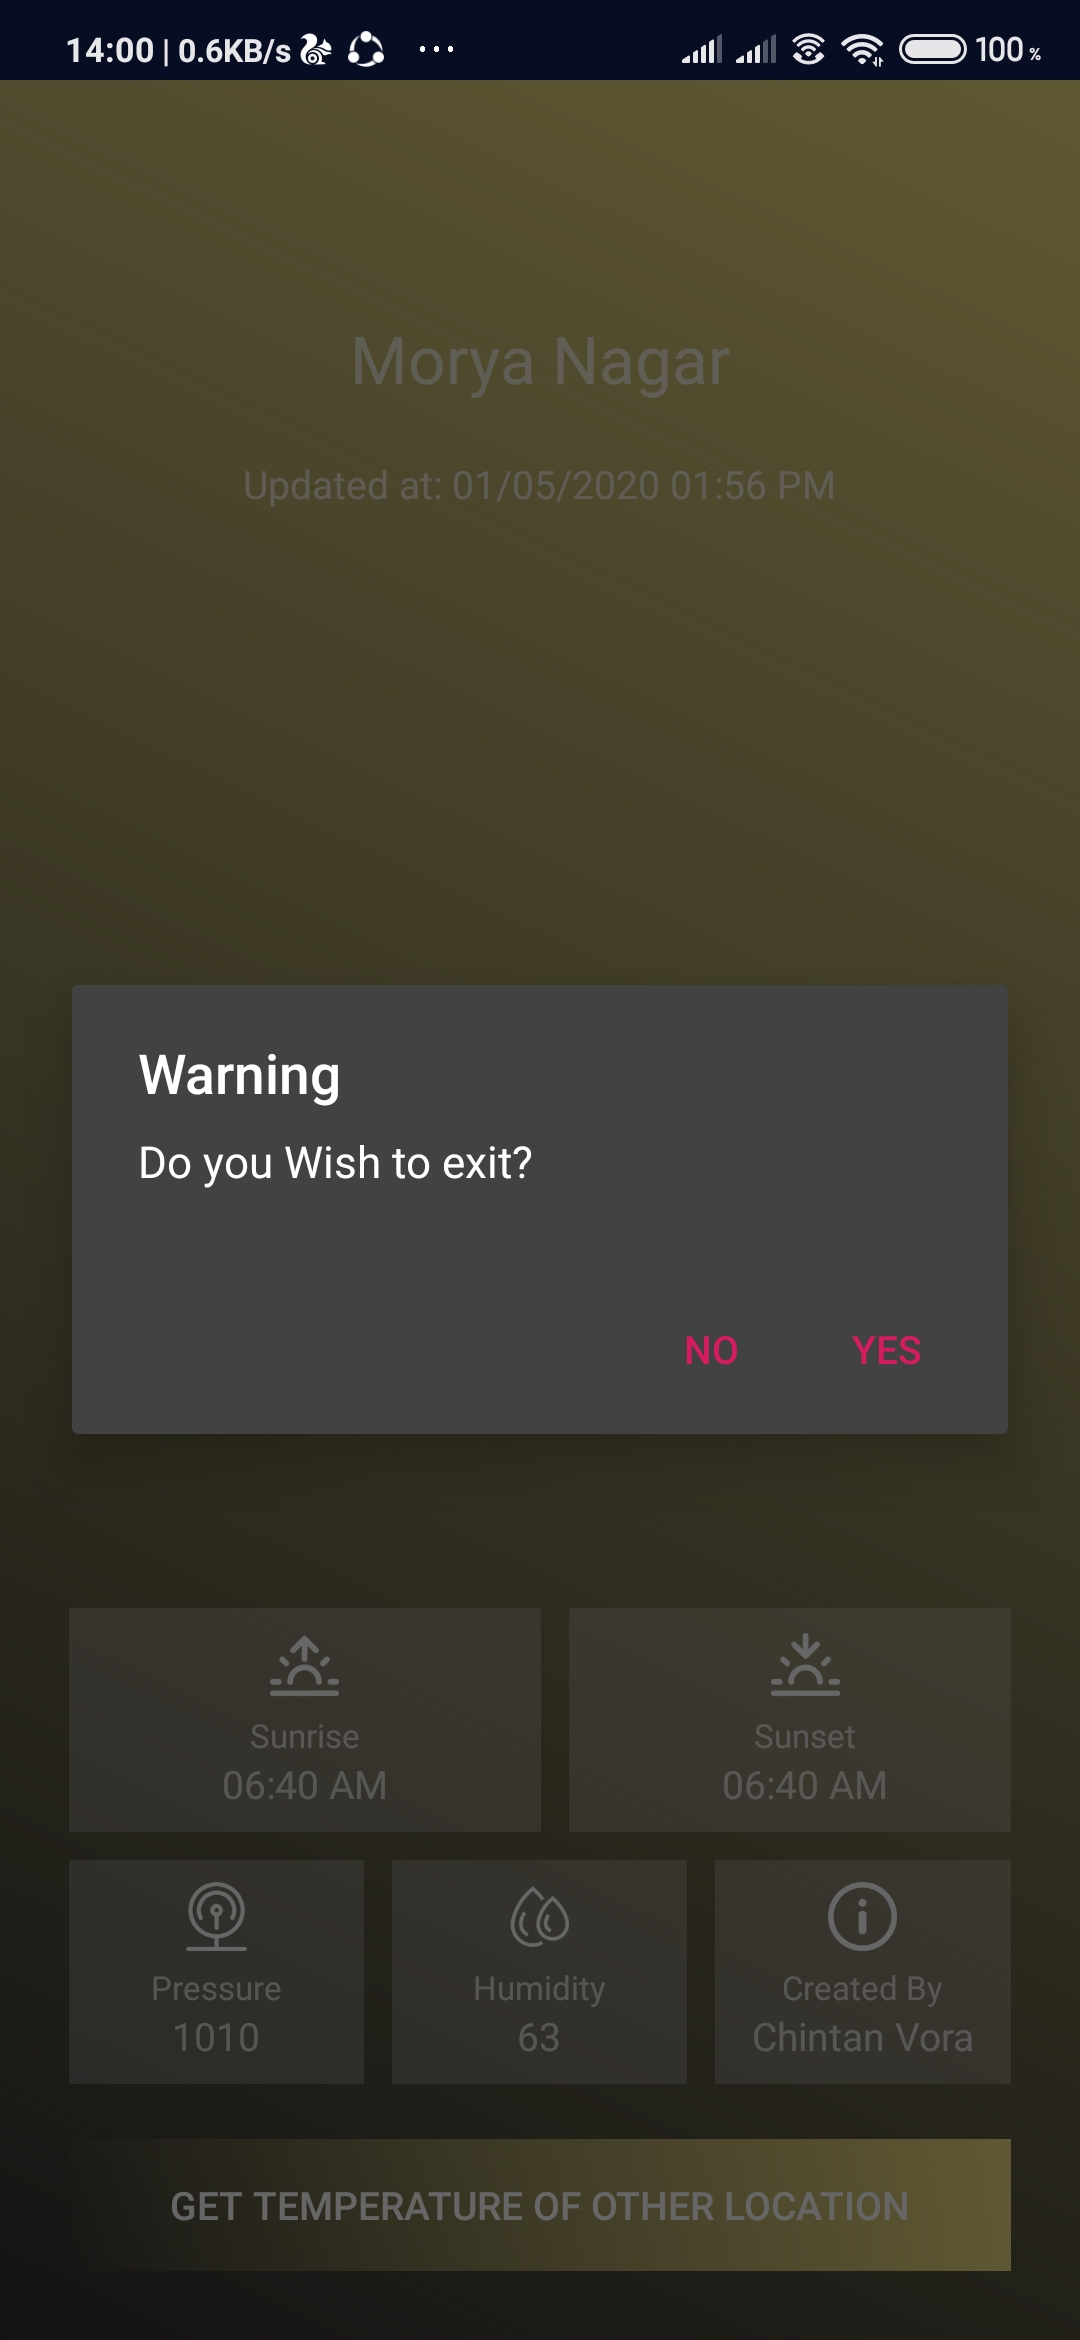 14:00 | 0.6KB/s ... 100 %
Morya Nagar
Updated at: 01/05/2020 01:56 PM
Warning
Do you Wish to exit?
NO YES
Sunrise Sunset
06:40 AM 06:40 AM
Pressure Humidity Created By
1010 63 Chintan Vora
GET TEMPERATURE OF OTHER LOCATION